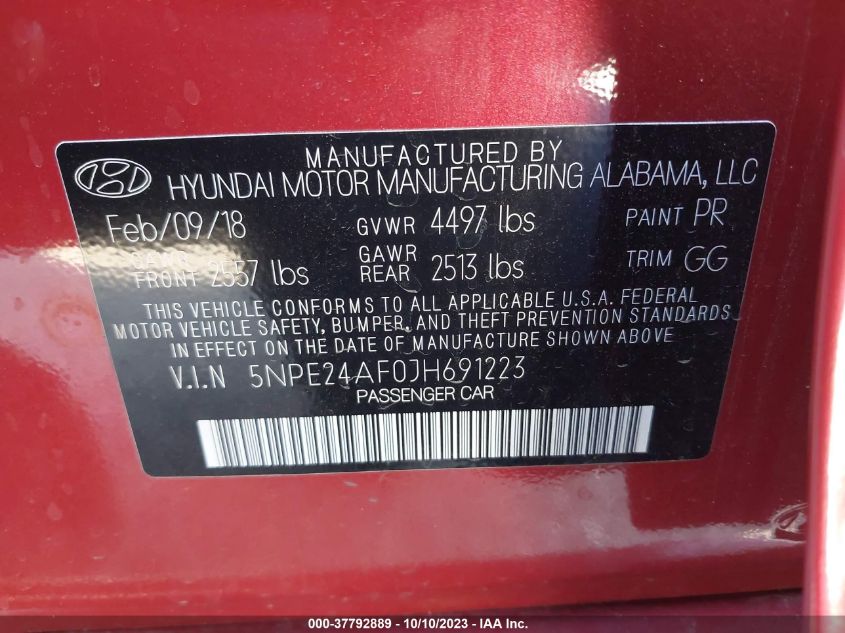 MANUFACTURED BY
HYUNDAI MOTOR MANUFACTURING ALABAMA, LLC
Feb/09/18 GVWR 4497 lbs PAINT PR
GAWR FRONT 2557 lbs GAWR REAR 2513 lbs TRIM GG
THIS VEHICLE CONFORMS TO ALL APPLICABLE U.S.A. FEDERAL
MOTOR VEHICLE SAFETY, BUMPER, AND THEFT PREVENTION STANDARDS
IN EFFECT ON THE DATE OF MANUFACTURE SHOWN ABOVE
V.I.N 5NPE24AF0JH691223
PASSENGER CAR
000-37792889 - 10/10/2023 - IAA Inc.